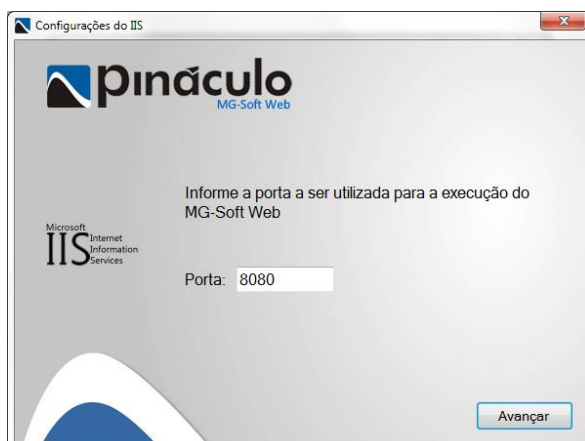 Configurações do IIS
Pináculo
MG-Soft Web
Informe a porta a ser utilizada para a execução do
MG-Soft Web
Microsoft
IIS Internet
Information
Services
Porta: 8080
Avançar